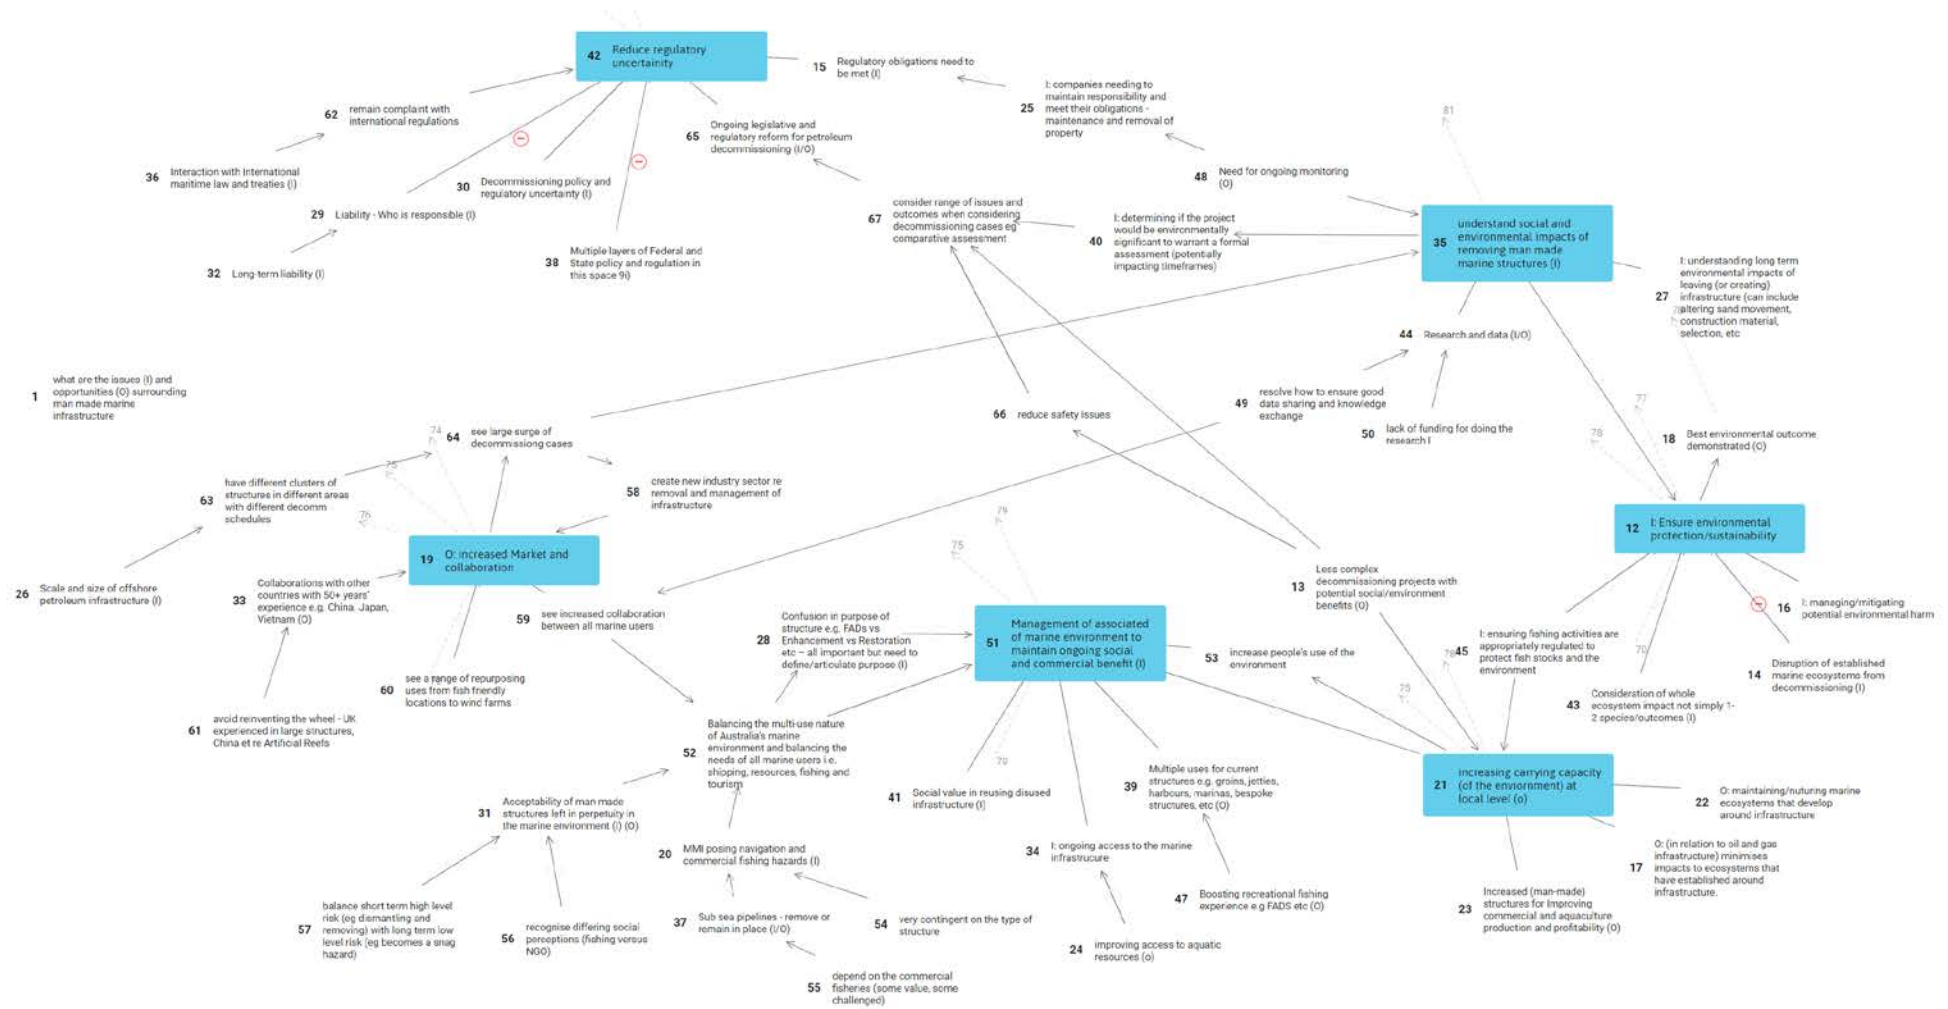 42 Reduce regulatory
uncertainity
15 Regulatory obligations need to
be met (I)
62 remain complaint with
international regulations
65 Ongoing legislative and
regulatory reform for petroleum
decommissioning (I/O)
25 I: companies needing to
maintain responsibility and
meet their obligations -
maintenance and removal of
property
81
36 Interaction with International
maritime law and treaties (I)
30 Decommissioning policy and
regulatory uncertainty (I)
48 Need for ongoing monitoring
(O)
29 Liability - Who is responsible (I)
67 consider range of issues and
outcomes when considering
decommissioning cases eg
comparative assessment
40 I: determining if the project
would be environmentally
significant to warrant a formal
assessment (potentially
impacting timeframes)
35 understand social and
environmental impacts of
removing man made
marine structures (I)
32 Long-term liability (I)
38 Multiple layers of Federal and
State policy and regulation in
this space 9i)
27 I: understanding long term
environmental impacts of
leaving (or creating)
infrastructure (can include
altering sand movement,
construction material,
selection, etc
44 Research and data (I/O)
1 what are the issues (I) and
opportunities (O) surrounding
man made marine
infrastructure
49 resolve how to ensure good
data sharing and knowledge
exchange
77
66 reduce safety issues
50 lack of funding for doing the
research I
78
18 Best environmental outcome
demonstrated (O)
74
64 see large surge of
decommissiong cases
75
63 have different clusters of
structures in different areas
with different decomm
schedules
58 create new industry sector re
removal and management of
infrastructure
76
79
12 I: Ensure environmental
protection/sustainability
19 O: increased Market and
collaboration
75
26 Scale and size of offshore
petroleum infrastructure (I)
33 Collaborations with other
countries with 50+ years'
experience e.g. China. Japan,
Vietnam (O)
13 Less complex
decommissioning projects with
potential social/environment
benefits (O)
59 see increased collaboration
between all marine users
28 Confusion in purpose of
structure e.g. FADs vs
Enhancement vs Restoration
etc – all important but need to
define/articulate purpose (I)
51 Management of associated
of marine environment to
maintain ongoing social
and commercial benefit (I)
16 I: managing/mitigating
potential environmental harm
53 increase people's use of the
environment
78
45 I: ensuring fishing activities are
appropriately regulated to
protect fish stocks and the
environment
70
14 Disruption of established
marine ecosystems from
decommissioning (I)
60 see a range of repurposing
uses from fish friendly
locations to wind farms
75
43 Consideration of whole
ecosystem impact not simply 1-
2 species/outcomes (I)
61 avoid reinventing the wheel - UK
experienced in large structures,
China et re Artificial Reefs
52 Balancing the multi-use nature
of Australia's marine
environment and balancing the
needs of all marine users i.e.
shipping, resources, fishing and
tourism
70
39 Multiple uses for current
structures e.g. groins, jetties,
harbours, marinas, bespoke
structures, etc (O)
21 increasing carrying capacity
(of the enviornment) at
local level (o)
41 Social value in reusing disused
infrastructure (I)
22 O: maintaining/nuturing marine
ecosystems that develop
around infrastructure
31 Acceptability of man made
structures left in perpetuity in
the marine environment (I) (O)
20 MMI posing navigation and
commercial fishing hazards (I)
34 I: ongoing access to the marine
infrastrucure
17 O: (in relation to oil and gas
infrastructure) minimises
impacts to ecosystems that
have established around
infrastructure.
57 balance short term high level
risk (eg dismantling and
removing) with long term low
level risk (eg becomes a snag
hazard)
56 recognise differing social
perceptions (fishing versus
NGO)
37 Sub sea pipelines - remove or
remain in place (I/O)
54 very contingent on the type of
structure
47 Boosting recreational fishing
experience e.g FADS etc (O)
23 Increased (man-made)
structures for Improving
commercial and aquaculture
production and profitability (O)
24 improving access to aquatic
resources (o)
55 depend on the commercial
fisheries (some value, some
challenged)